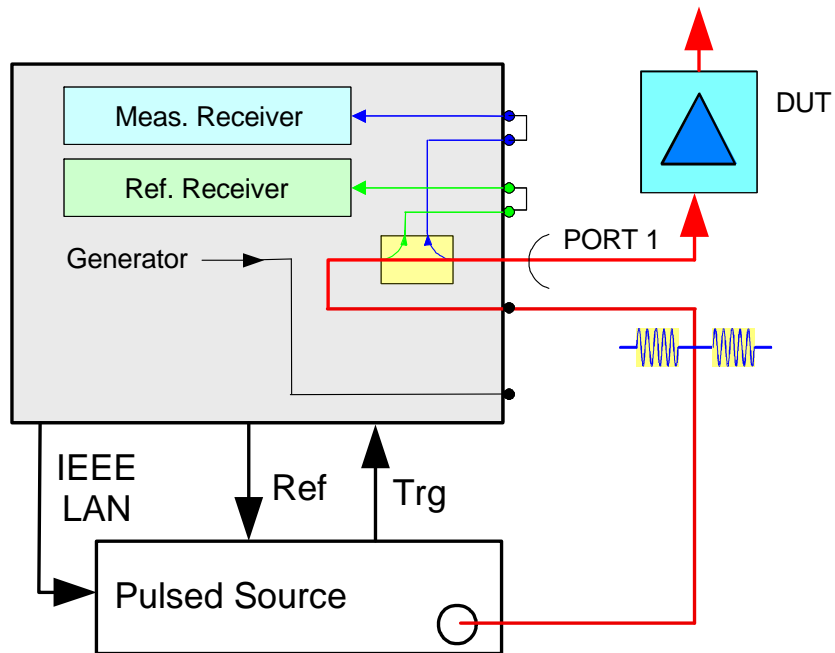 Meas. Receiver
DUT
Ref. Receiver
PORT 1
Generator
IEEE
LAN
Ref
Trg
Pulsed Source